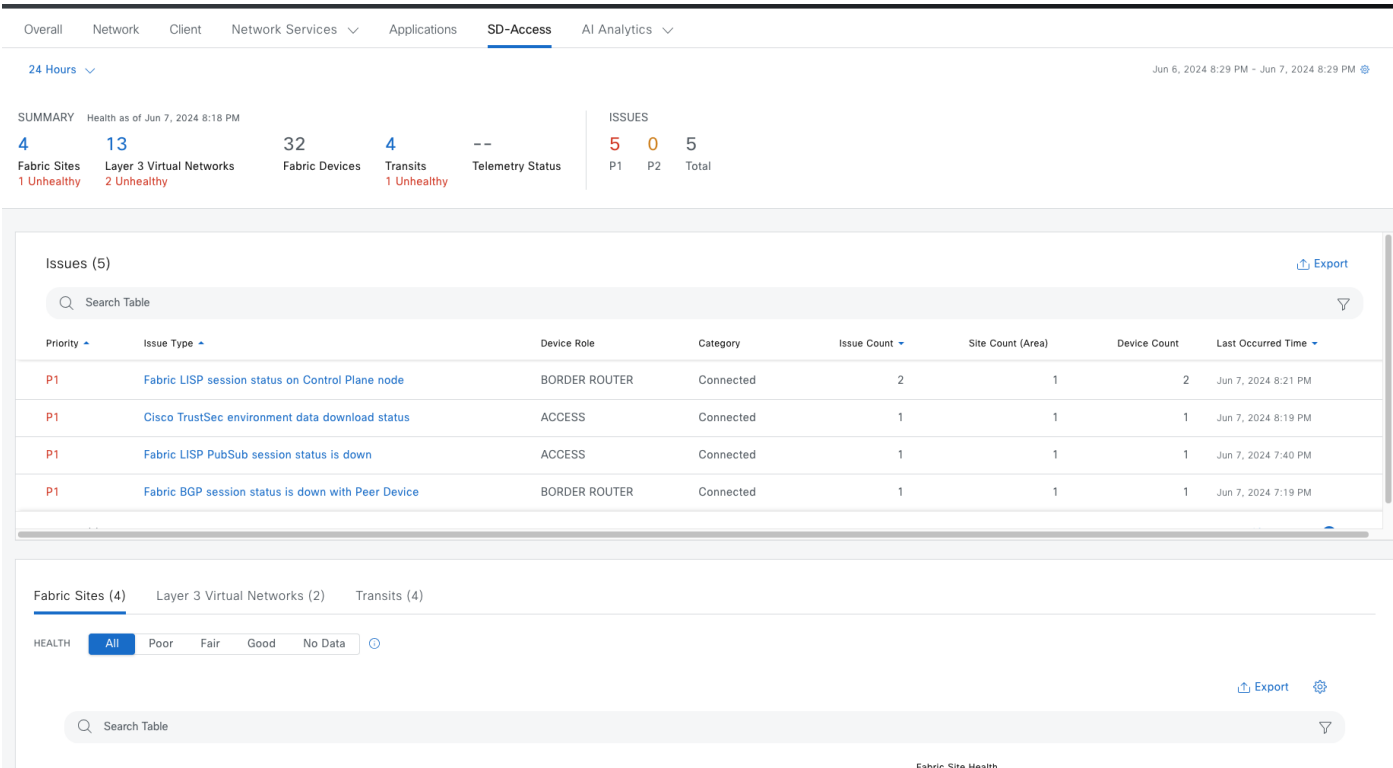 Overall Network Client Network Services Applications SD-Access AI Analytics
24 Hours Jun 6, 2024 8:29 PM - Jun 7, 2024 8:29 PM
SUMMARY Health as of Jun 7, 2024 8:18 PM ISSUES
4 13 32 4 -- 5 0 5
Fabric Sites Layer 3 Virtual Networks Fabric Devices Transits Telemetry Status P1 P2 Total
1 Unhealthy 2 Unhealthy 1 Unhealthy
Issues (5) Export
Search Table
Priority Issue Type Device Role Category Issue Count Site Count (Area) Device Count Last Occurred Time
P1 Fabric LISP session status on Control Plane node BORDER ROUTER Connected 2 1 2 Jun 7, 2024 8:21 PM
P1 Cisco TrustSec environment data download status ACCESS Connected 1 1 1 Jun 7, 2024 8:19 PM
P1 Fabric LISP PubSub session status is down ACCESS Connected 1 1 1 Jun 7, 2024 7:40 PM
P1 Fabric BGP session status is down with Peer Device BORDER ROUTER Connected 1 1 1 Jun 7, 2024 7:19 PM
Fabric Sites (4) Layer 3 Virtual Networks (2) Transits (4)
HEALTH All Poor Fair Good No Data
Export
Search Table
Fabric Site Health